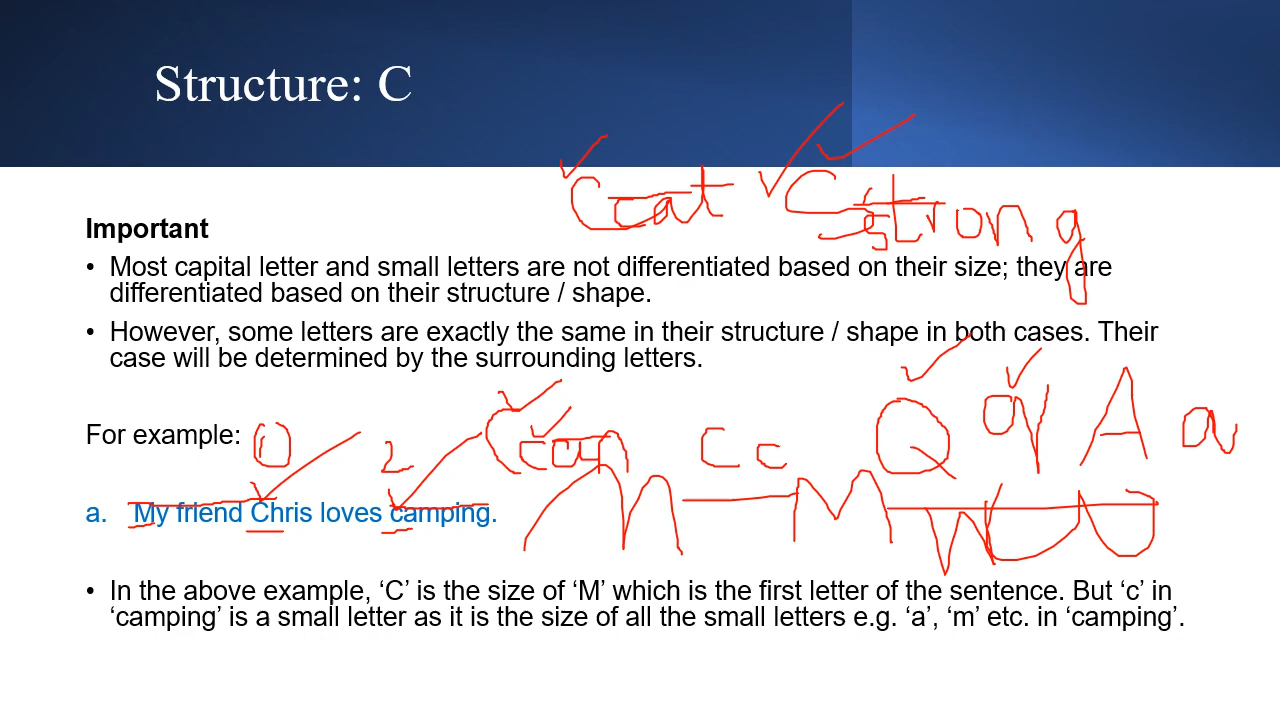 Structure: C
cat strong
Important
• Most capital letter and small letters are not differentiated based on their size; they are
differentiated based on their structure / shape.
• However, some letters are exactly the same in their structure / shape in both cases. Their
case will be determined by the surrounding letters.
For example: 1 2 C c Q q A a
a. My friend Chris loves camping.
M
• In the above example, ‘C’ is the size of ‘M’ which is the first letter of the sentence. But ‘c’ in
‘camping’ is a small letter as it is the size of all the small letters e.g. ‘a’, ‘m’ etc. in ‘camping’.